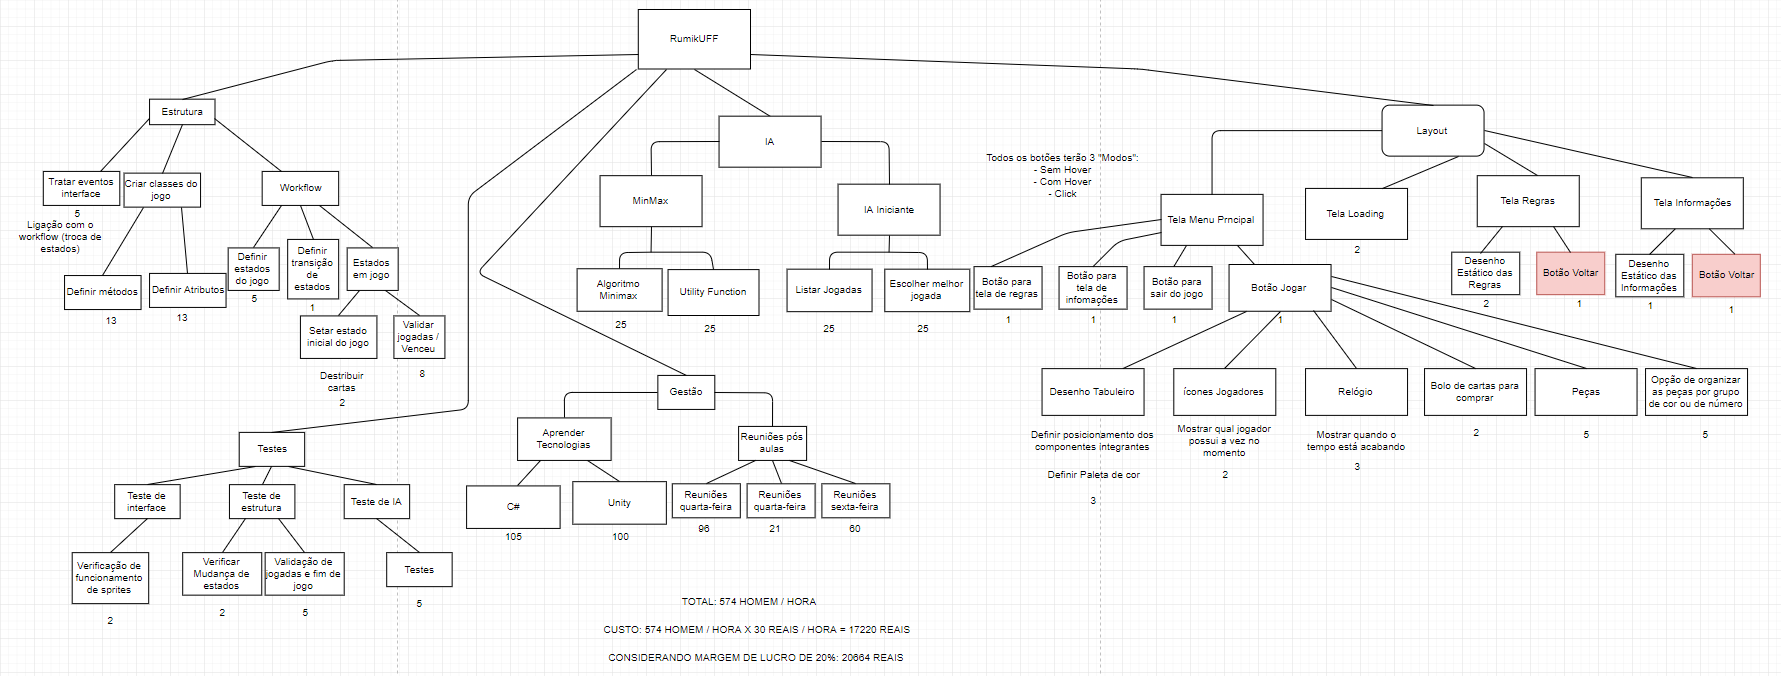 RumikUFF
Estrutura
Tratar eventos
interface
5
Ligação com o
workflow (troca de
estados)
Criar classes do
jogo
Definir métodos
13
Definir Atributos
13
Workflow
Definir
estados
do jogo
5
Definir
transição
de
estados
1
Estados
em jogo
Setar estado
inicial do jogo
Destribuir
cartas
2
Validar
jogadas /
Venceu
8
Testes
Teste de
interface
Verificação de
funcionamento
de sprites
2
Teste de
estrutura
Verificar
Mudança de
estados
2
Validação de
jogadas e fim de
jogo
5
Teste de IA
Testes
5
IA
MinMax
Algoritmo
Minimax
25
Utility Function
25
IA Iniciante
Listar Jogadas
25
Escolher melhor
jogada
25
Gestão
Aprender
Tecnologias
C#
105
Unity
100
Reuniões pós
aulas
Reuniões
quarta-feira
96
Reuniões
quarta-feira
21
Reuniões
sexta-feira
60
Todos os botões terão 3 "Modos":
- Sem Hover
- Com Hover
- Click
Layout
Tela Menu Prncipal
Botão para
tela de regras
1
Botão para
tela de
infomações
1
Botão para
sair do jogo
1
Botão Jogar
1
Desenho Tabuleiro
Definir posicionamento dos
componentes integrantes
Definir Paleta de cor
3
ícones Jogadores
Mostrar qual jogador
possui a vez no
momento
2
Relógio
Mostrar quando o
tempo está acabando
3
Bolo de cartas para
comprar
2
Peças
5
Opção de organizar
as peças por grupo
de cor ou de número
5
Tela Loading
2
Tela Regras
Desenho
Estático das
Regras
2
Botão Voltar
1
Tela Informações
Desenho
Estático das
Informações
1
Botão Voltar
1
TOTAL: 574 HOMEM / HORA
CUSTO: 574 HOMEM / HORA X 30 REAIS / HORA = 17220 REAIS
CONSIDERANDO MARGEM DE LUCRO DE 20%: 20664 REAIS